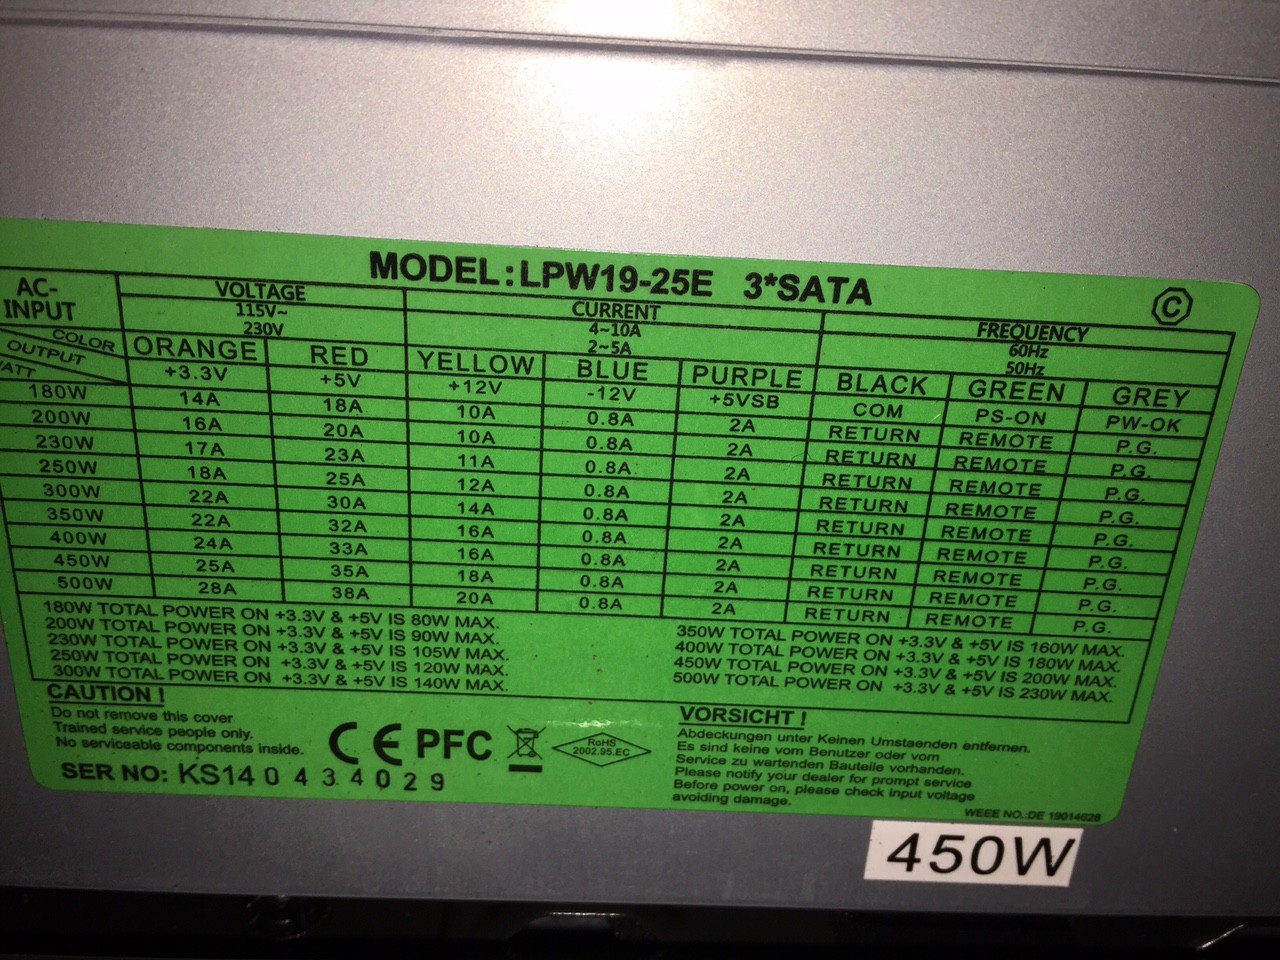 MODEL:LPW19-25E 3*SATA
©
AC-INPUT VOLTAGE CURRENT FREQUENCY
115V~ 4~10A 60Hz
230V 2~5A 50Hz
COLOR ORANGE RED YELLOW BLUE PURPLE BLACK GREEN GREY
OUTPUT +3.3V +5V +12V -12V +5VSB COM PS-ON PW-OK
180W 14A 18A 10A 0.8A 2A RETURN REMOTE P.G.
200W 16A 20A 10A 0.8A 2A RETURN REMOTE P.G.
230W 17A 23A 11A 0.8A 2A RETURN REMOTE P.G.
250W 18A 25A 12A 0.8A 2A RETURN REMOTE P.G.
300W 22A 30A 14A 0.8A 2A RETURN REMOTE P.G.
350W 22A 32A 16A 0.8A 2A RETURN REMOTE P.G.
400W 24A 33A 16A 0.8A 2A RETURN REMOTE P.G.
450W 25A 35A 18A 0.8A 2A RETURN REMOTE P.G.
500W 28A 38A 20A 0.8A 2A RETURN REMOTE P.G.
180W TOTAL POWER ON +3.3V & +5V IS 80W MAX.
200W TOTAL POWER ON +3.3V & +5V IS 90W MAX.
230W TOTAL POWER ON +3.3V & +5V IS 105W MAX.
250W TOTAL POWER ON +3.3V & +5V IS 120W MAX.
300W TOTAL POWER ON +3.3V & +5V IS 140W MAX.
350W TOTAL POWER ON +3.3V & +5V IS 160W MAX.
400W TOTAL POWER ON +3.3V & +5V IS 180W MAX.
450W TOTAL POWER ON +3.3V & +5V IS 200W MAX.
500W TOTAL POWER ON +3.3V & +5V IS 230W MAX.
CAUTION !
Do not remove this cover
Trained service people only.
No serviceable components inside.
CE PFC
RoHS
2002.95.EC
SER NO: KS140434029
VORSICHT !
Abdeckungen unter Keinen Umstaenden entfernen.
Es sind keine vom Benutzer oder vom
Service zu wartenden Bauteile vorhanden.
Please notify your dealer for prompt service
Before power on, please check input voltage
avoiding damage.
WEEE NO.:DE 19014628
450W